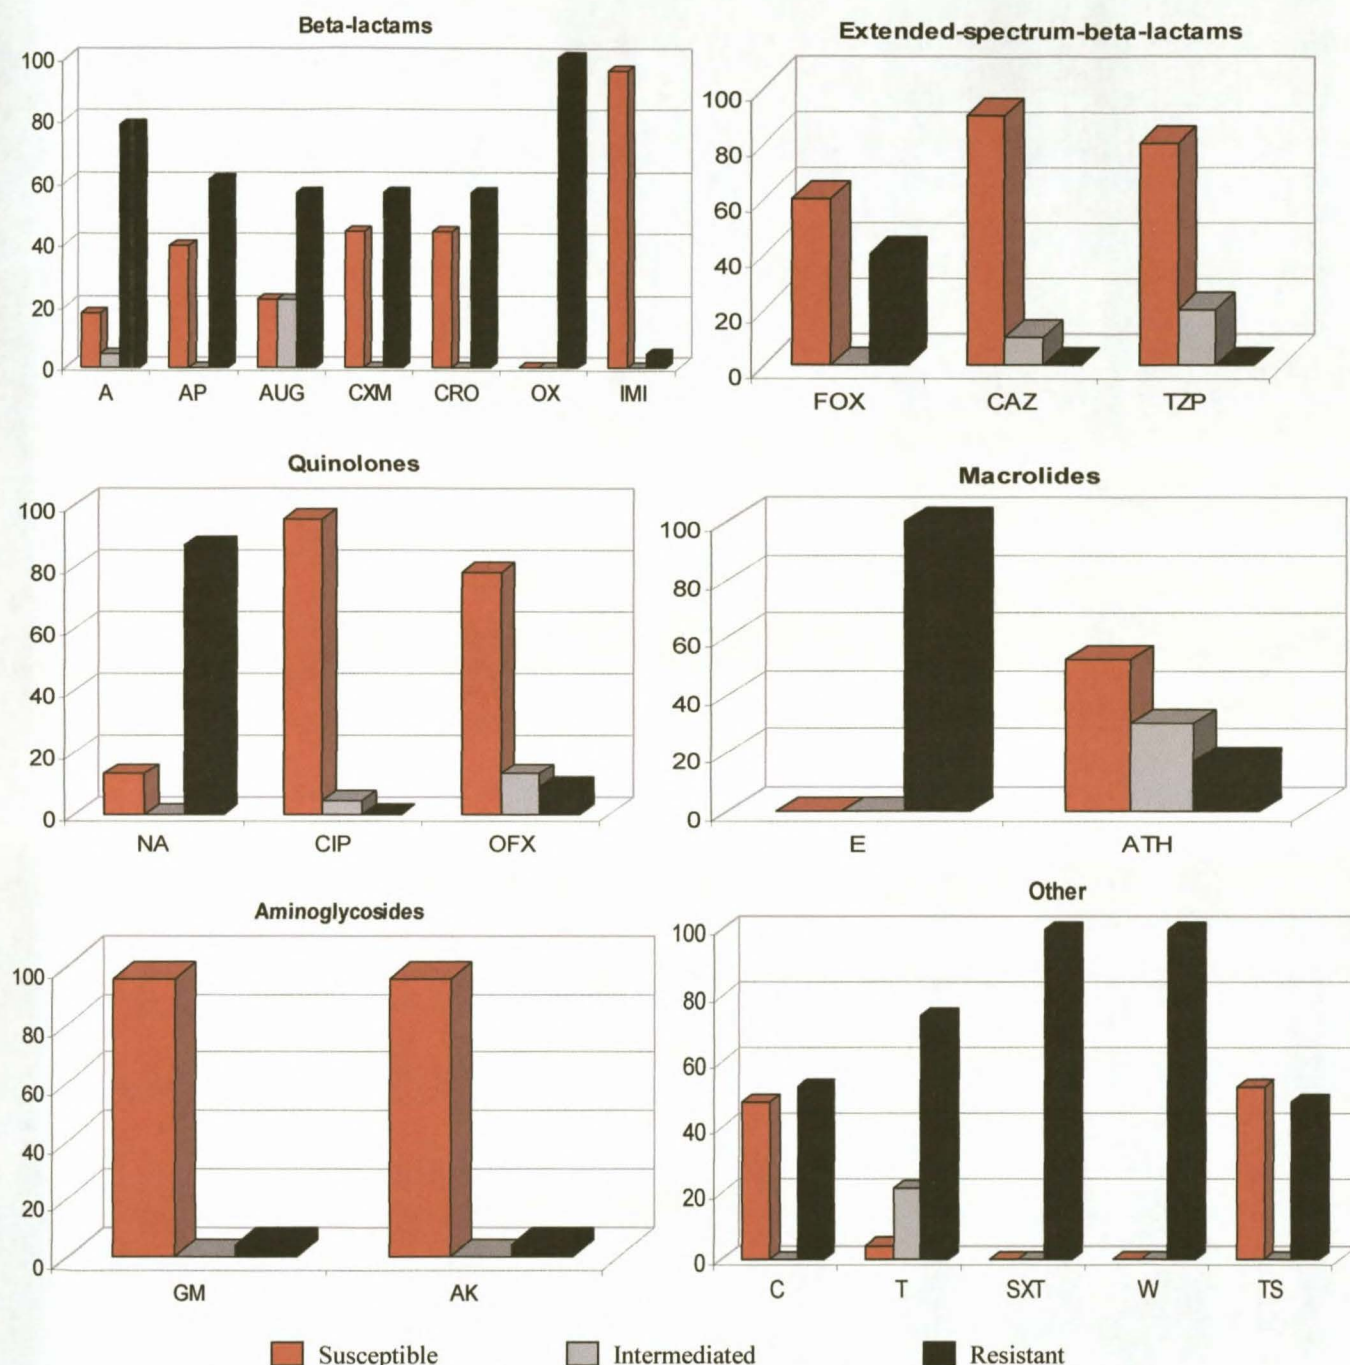 Beta-lactams
100
80
60
40
20
0
A AP AUG CXM CRO OX IMI
Extended-spectrum-beta-lactams
100
80
60
40
20
0
FOX CAZ TZP
Quinolones
100
80
60
40
20
0
NA CIP OFX
Macrolides
100
80
60
40
20
0
E ATH
Aminoglycosides
100
80
60
40
20
0
GM AK
Other
100
80
60
40
20
0
C T SXT W TS
Susceptible Intermediated Resistant